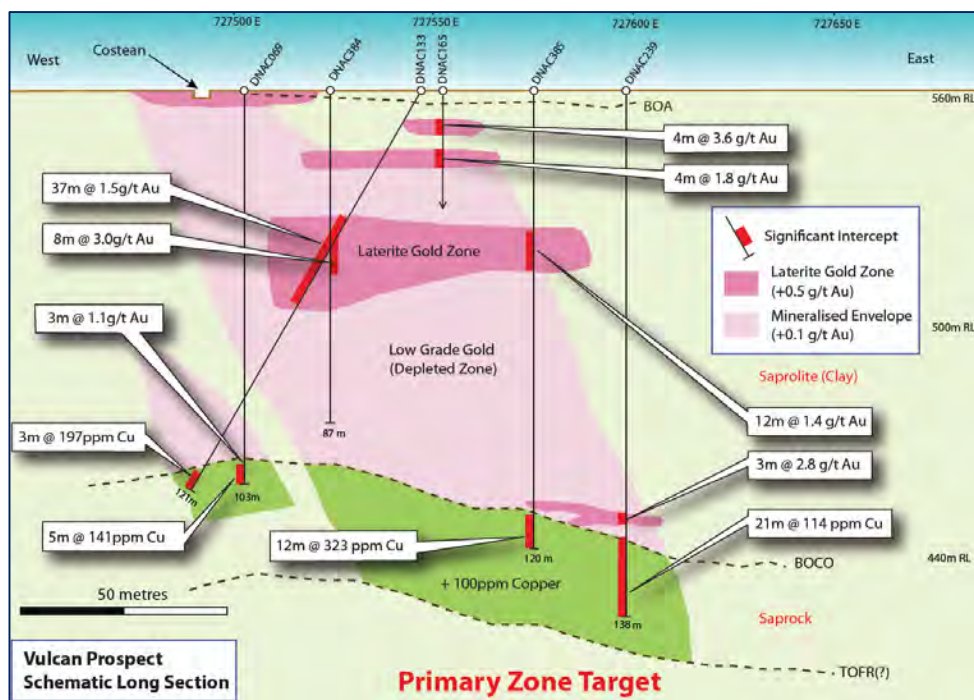 727500 E
727550 E
727600 E
727650 E
West
Costean
DNAC069
DNAC384
DNAC133
DNAC165
DNAC385
DNAC239
East
BOA
560m RL
4m @ 3.6 g/t Au
4m @ 1.8 g/t Au
37m @ 1.5g/t Au
8m @ 3.0g/t Au
Laterite Gold Zone
Significant Intercept
Laterite Gold Zone
(+0.5 g/t Au)
Mineralised Envelope
(+0.1 g/t Au)
3m @ 1.1g/t Au
500m RL
Low Grade Gold
(Depleted Zone)
Saprolite (Clay)
12m @ 1.4 g/t Au
87 m
3m @ 197ppm Cu
3m @ 2.8 g/t Au
121m
103m
5m @ 141ppm Cu
12m @ 323 ppm Cu
120 m
21m @ 114 ppm Cu
BOCO
440m RL
+ 100ppm Copper
50 metres
138 m
Saprock
Vulcan Prospect
Schematic Long Section
Primary Zone Target
TOFR(?)